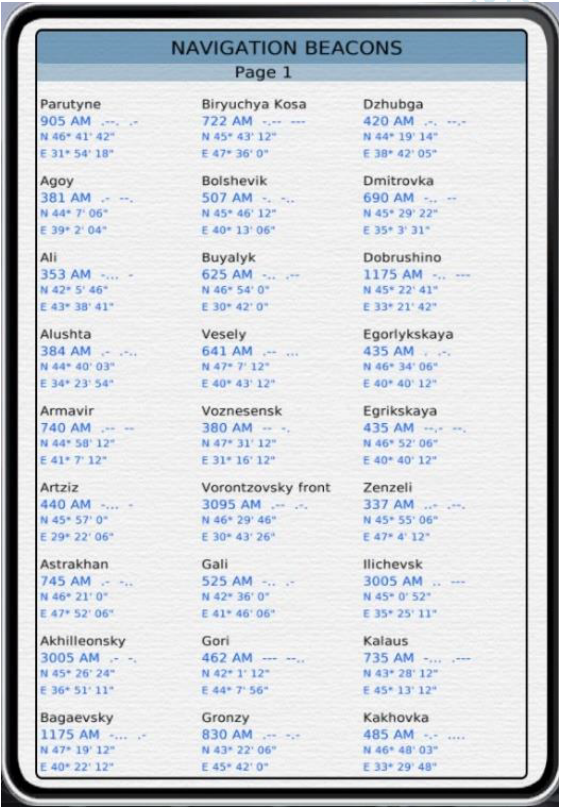 NAVIGATION BEACONS
Page 1
Parutyne
905 AM .--. .-
N 46* 41' 42"
E 31* 54' 18"
Agoy
381 AM .- --.
N 44* 7' 06"
E 39* 2' 04"
Ali
353 AM -... -
N 42* 5' 46"
E 43* 38' 41"
Alushta
384 AM .- .-..
N 44* 40' 03"
E 34* 23' 54"
Armavir
740 AM .-- --
N 44* 58' 12"
E 41* 7' 12"
Artziz
440 AM -... -
N 45* 57' 0"
E 29* 22' 06"
Astrakhan
745 AM .- -..
N 46* 21' 0"
E 47* 52' 06"
Akhilleonsky
3005 AM .- -.
N 45* 26' 24"
E 36* 51' 11"
Bagaevsky
1175 AM -... .-
N 47* 19' 12"
E 40* 22' 12"
Biryuchya Kosa
722 AM -.-- ---
N 45* 43' 12"
E 47* 36' 0"
Bolshevik
507 AM -. -..
N 45* 46' 12"
E 40* 13' 06"
Buyalyk
625 AM -.. .--
N 46* 54' 0"
E 30* 42' 0"
Vesely
641 AM .-- ...
N 47* 7' 12"
E 40* 43' 12"
Voznesensk
380 AM -- -.
N 47* 31' 12"
E 31* 16' 12"
Vorontzovsky front
3095 AM .-- .-.
N 46* 29' 46"
E 30* 43' 26"
Gali
525 AM -.. .-
N 42* 36' 0"
E 41* 46' 06"
Gori
462 AM --- --..
N 42* 1' 12"
E 44* 7' 56"
Gronzy
830 AM --. -.-
N 43* 22' 06"
E 45* 42' 0"
Dzhubga
420 AM .-. --.-
N 44* 19' 14"
E 38* 42' 05"
Dmitrovka
690 AM -.. --
N 45* 29' 22"
E 35* 3' 31"
Dobrushino
1175 AM -.. ---
N 45* 22' 41"
E 33* 21' 42"
Egorlykskaya
435 AM . .-.
N 46* 34' 06"
E 40* 40' 12"
Egrikskaya
435 AM --.- --.
N 46* 52' 06"
E 40* 40' 12"
Zenzeli
337 AM ..- .--.
N 45* 55' 06"
E 47* 4' 12"
Ilichevsk
3005 AM .. ---
N 45* 0' 52"
E 35* 25' 11"
Kalaus
735 AM -... .---
N 43* 28' 12"
E 45* 13' 12"
Kakhovka
485 AM -.- ....
N 46* 48' 03"
E 33* 29' 48"